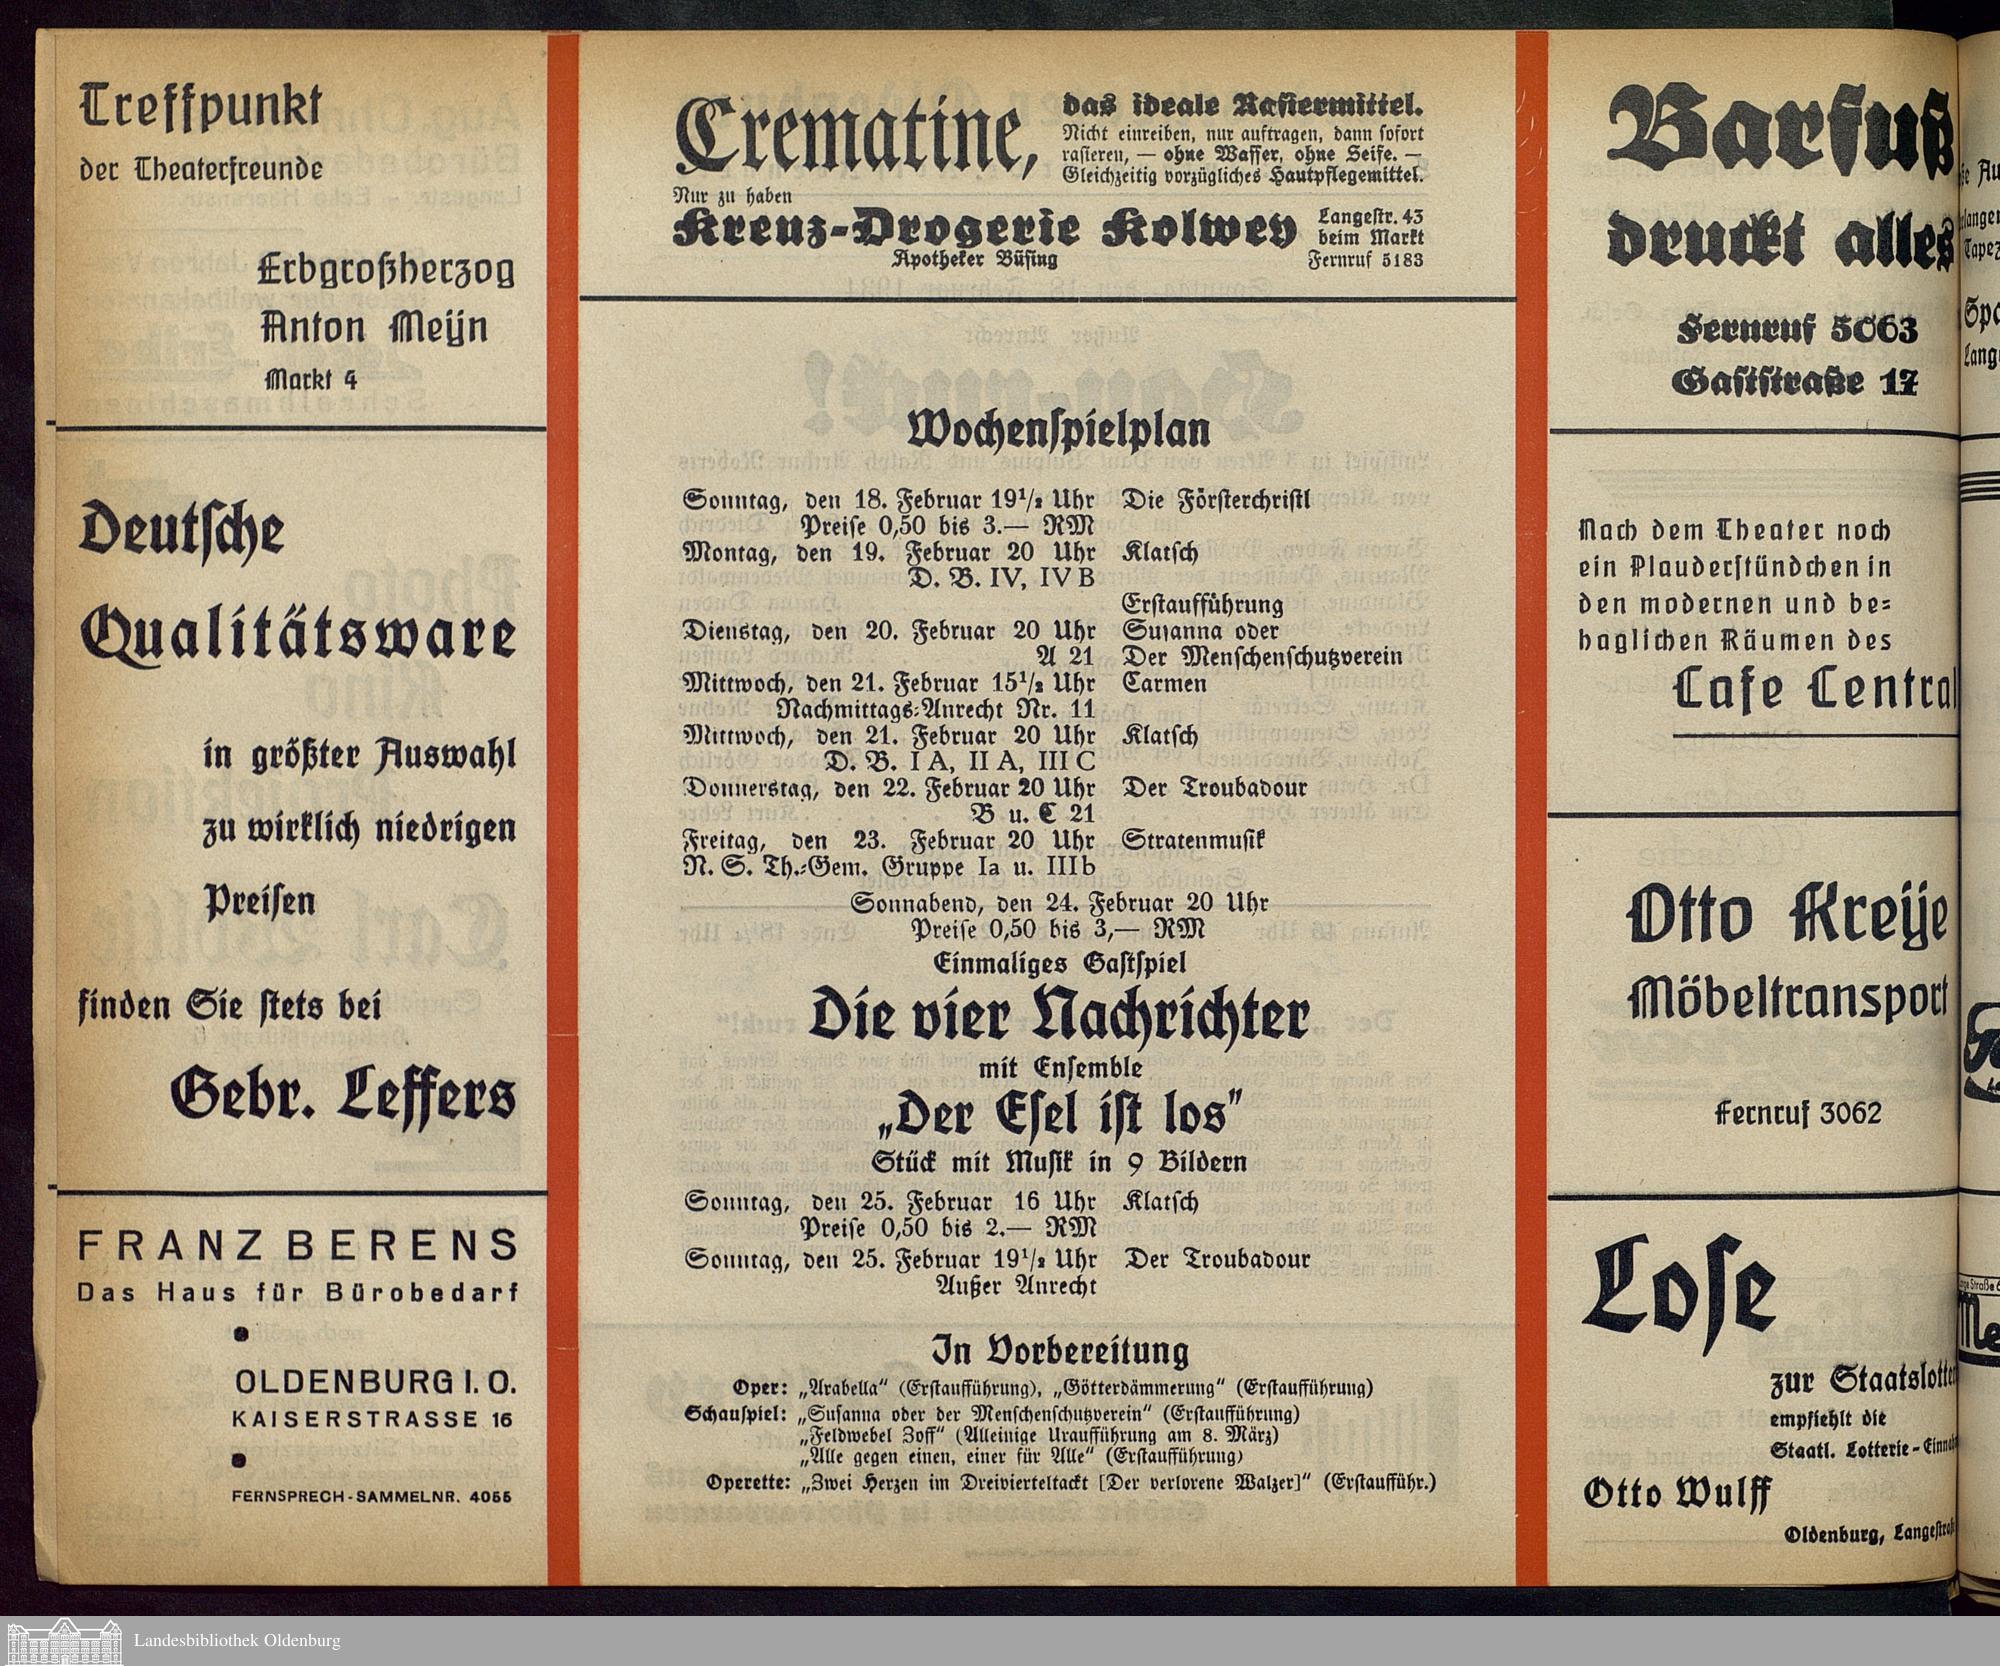 Treffpunkt
der Theaterfreunde
Erbgroßherzog
Anton Meijn
Markt 4
Deutsche
Qualitätsware
in größter Auswahl
zu wirklich niedrigen
Preisen
finden Sie stets bei
Gebr. Leffers
FRANZ BERENS
Das Haus für Bürobedarf
OLDENBURG I. O.
KAISERSTRASSE 16
FERNSPRECH-SAMMELNR. 4055
Crematine,
das ideale Rasiermittel.
Nicht einreiben, nur auftragen, dann sofort
rasieren, — ohne Wasser, ohne Seife. —
Gleichzeitig vorzügliches Hautpflegemittel.
Nur zu haben
Kreuz-Drogerie Kolwey
Apotheker Büsing
Langestr. 43
beim Markt
Fernruf 5183
Wochenspielplan
Sonntag, den 18. Februar 19½ Uhr Die Försterchristl
Preise 0,50 bis 3.— RM
Montag, den 19. Februar 20 Uhr Klatsch
D. B. IV, IV B
Erstaufführung
Dienstag, den 20. Februar 20 Uhr Susanna oder
A 21 Der Menschenschutzverein
Mittwoch, den 21. Februar 15½ Uhr Carmen
Nachmittags-Anrecht Nr. 11
Mittwoch, den 21. Februar 20 Uhr Klatsch
D. B. I A, II A, III C
Donnerstag, den 22. Februar 20 Uhr Der Troubadour
B u. C 21
Freitag, den 23. Februar 20 Uhr Stratenmusik
N. S. Th.-Gem. Gruppe Ia u. IIIb
Sonnabend, den 24. Februar 20 Uhr
Preise 0,50 bis 3,— RM
Einmaliges Gastspiel
Die vier Nachrichter
mit Ensemble
„Der Esel ist los"
Stück mit Musik in 9 Bildern
Sonntag, den 25. Februar 16 Uhr Klatsch
Preise 0,50 bis 2.— RM
Sonntag, den 25. Februar 19½ Uhr Der Troubadour
Außer Anrecht
In Vorbereitung
Oper: „Arabella“ (Erstaufführung), „Götterdämmerung“ (Erstaufführung)
Schauspiel: „Susanna oder der Menschenschutzverein“ (Erstaufführung)
„Feldwebel Zoff“ (Alleinige Uraufführung am 8. März)
„Alle gegen einen, einer für Alle“ (Erstaufführung)
Operette: „Zwei Herzen im Dreivierteltackt [Der verlorene Walzer]“ (Erstaufführ.)
Barfuß
druckt alles
Fernruf 5063
Gaststraße 17
Nach dem Theater noch
ein Plauderstündchen in
den modernen und be-
haglichen Räumen des
Cafe Central
Otto Kreije
Möbeltransport
Fernruf 3062
Lose
zur Staatslotte
empfiehlt die
Staatl. Lotterie-Einna
Otto Wulff
Oldenburg, Langestra
Landesbibliothek Oldenburg